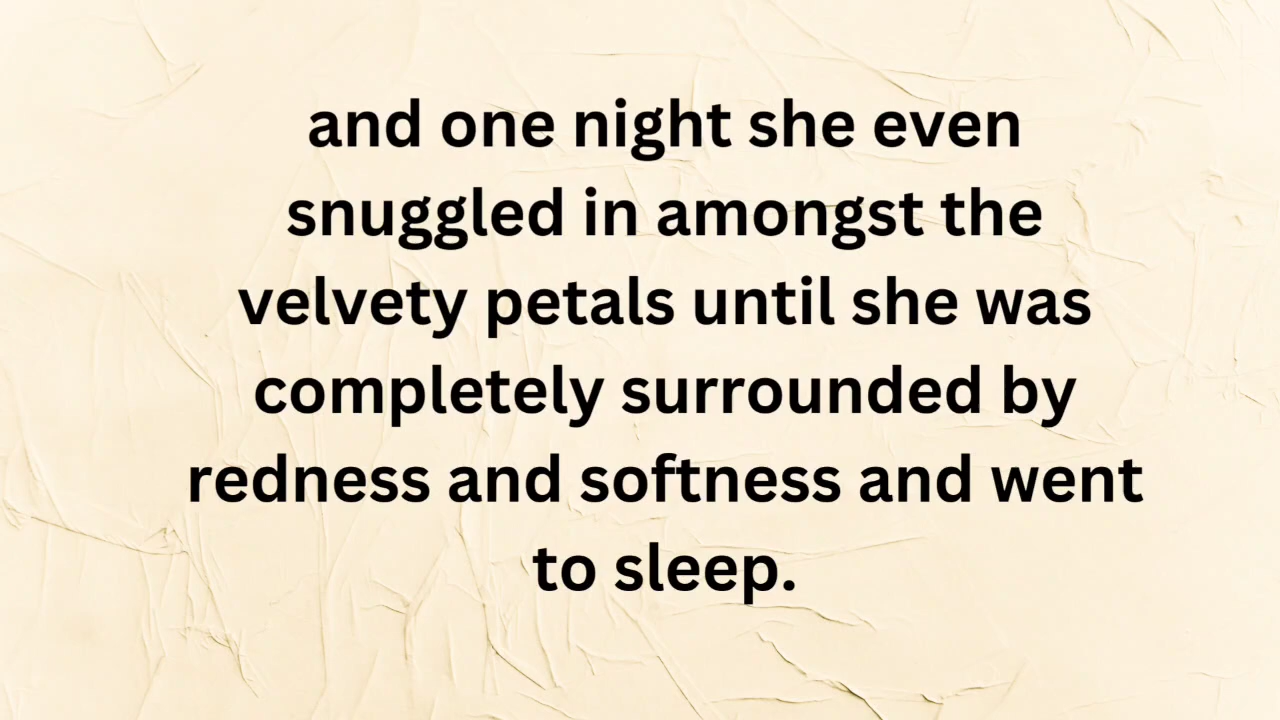 and one night she even
snuggled in amongst the
velvety petals until she was
completely surrounded by
redness and softness and went
to sleep.